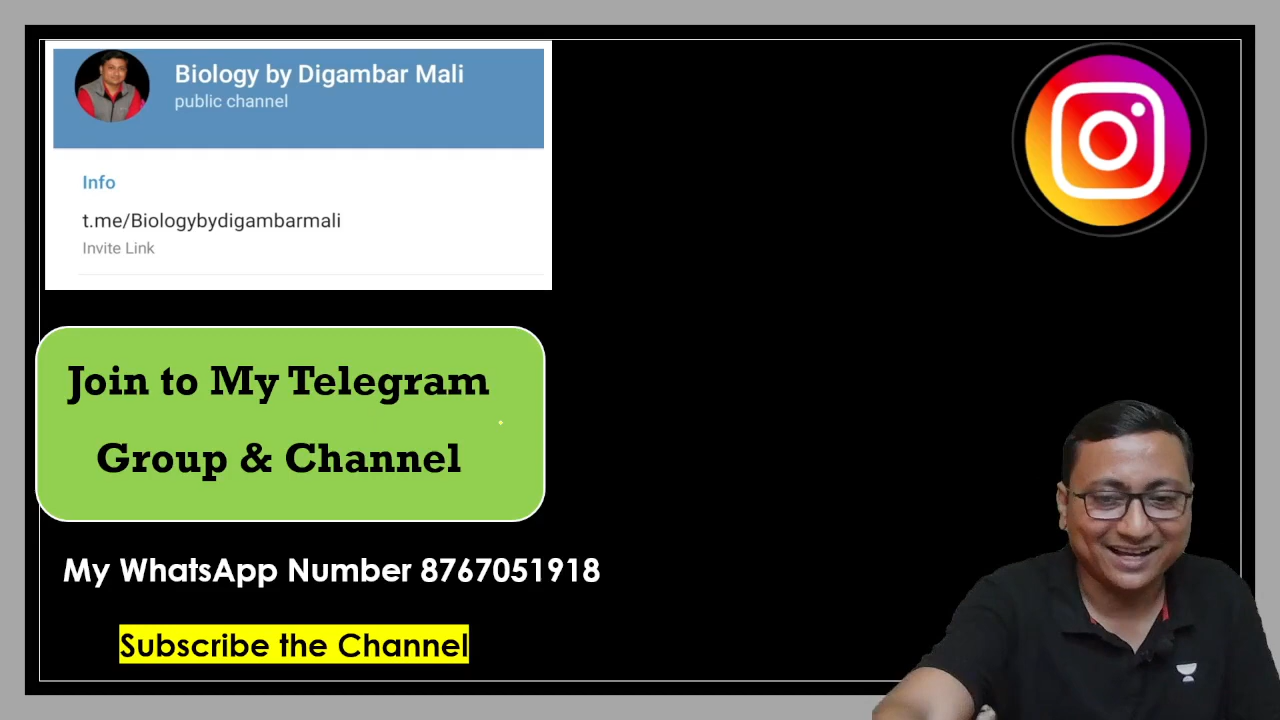 Biology by Digambar Mali
public channel
Info
t.me/Biologybydigambarmali
Invite Link
Join to My Telegram
Group & Channel
My WhatsApp Number 8767051918
Subscribe the Channel